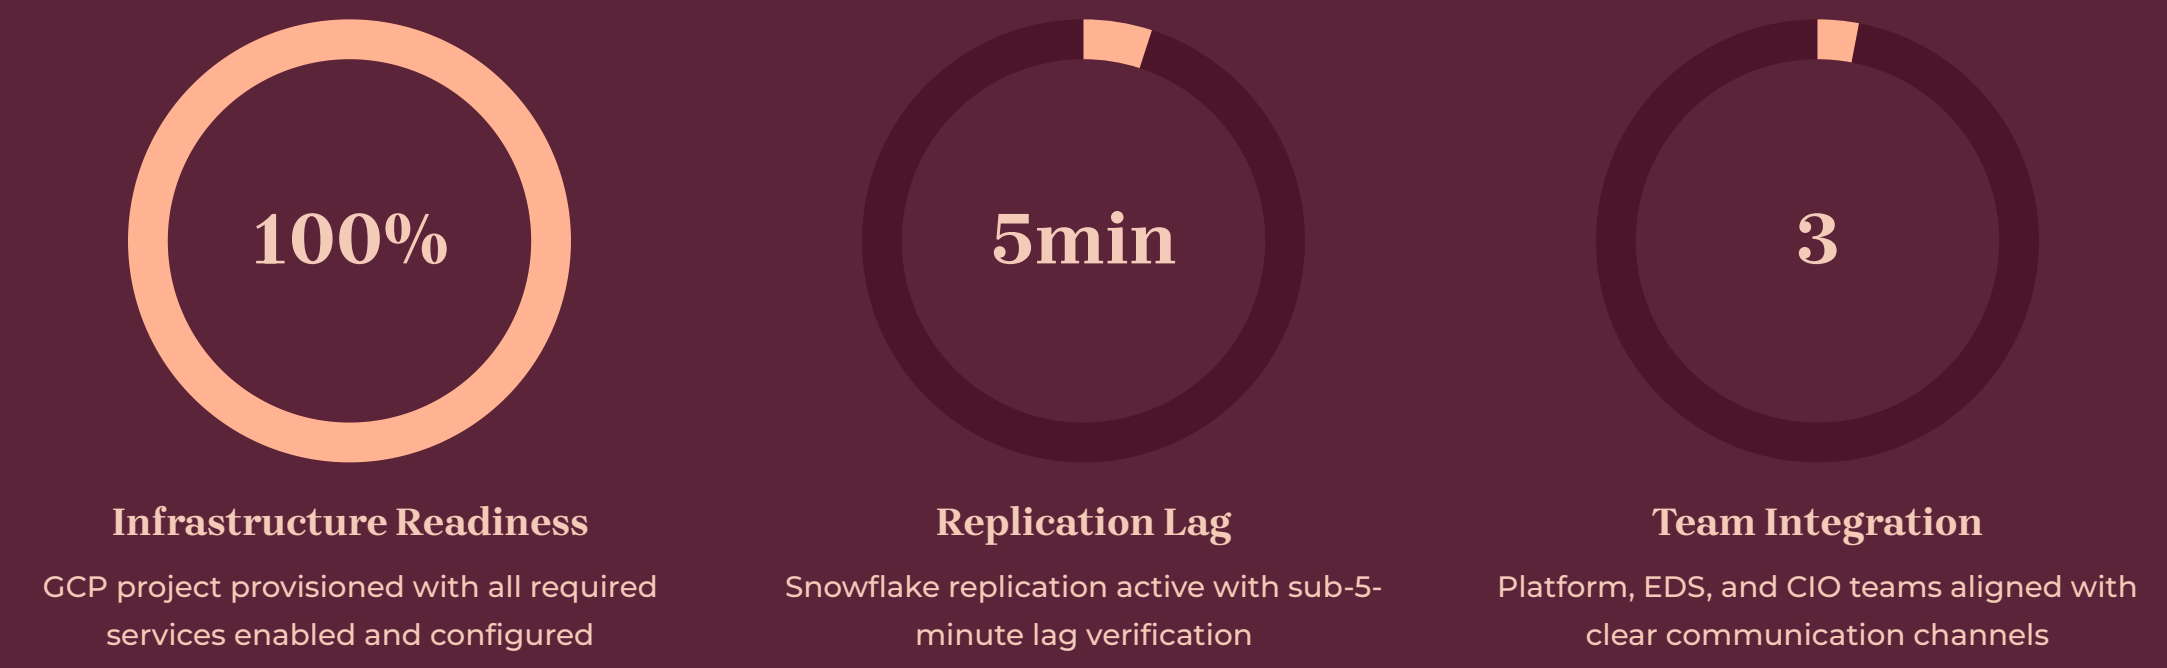 100%
5min
3
Infrastructure Readiness
GCP project provisioned with all required
services enabled and configured
Replication Lag
Snowflake replication active with sub-5-
minute lag verification
Team Integration
Platform, EDS, and CIO teams aligned with
clear communication channels